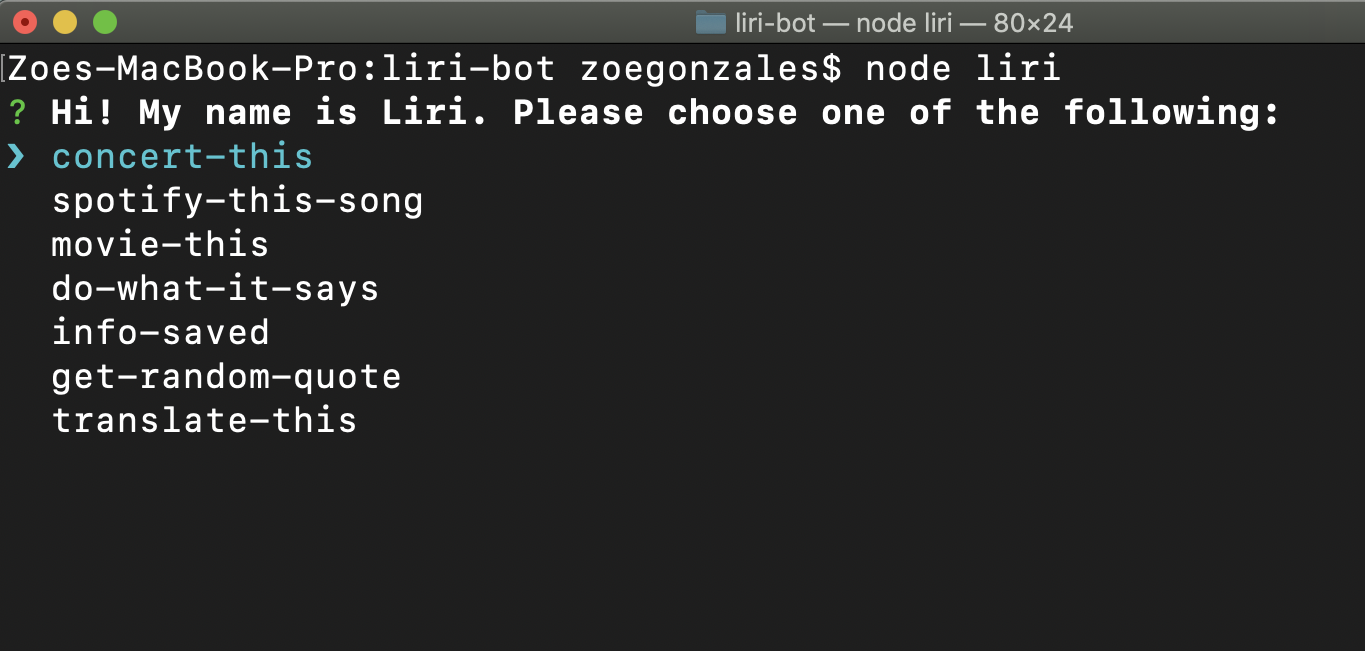 liri-bot — node liri — 80×24
[Zoes-MacBook-Pro:liri-bot zoegonzales$ node liri
? Hi! My name is Liri. Please choose one of the following:
❯ concert-this
spotify-this-song
movie-this
do-what-it-says
info-saved
get-random-quote
translate-this